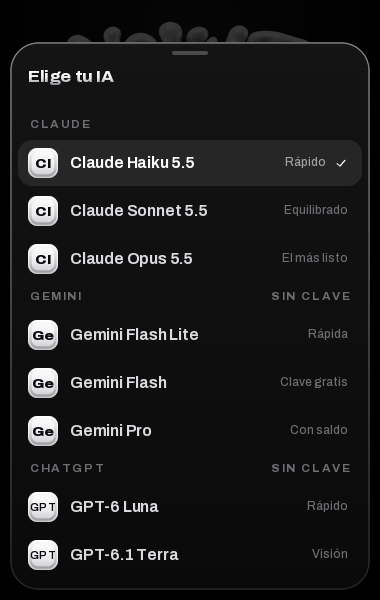 Elige tu IA
CLAUDE
Cl Claude Haiku 5.5 Rápido
Cl Claude Sonnet 5.5 Equilibrado
Cl Claude Opus 5.5 El más listo
GEMINI SIN CLAVE
Ge Gemini Flash Lite Rápida
Ge Gemini Flash Clave gratis
Ge Gemini Pro Con saldo
CHATGPT SIN CLAVE
GPT GPT-6 Luna Rápido
GPT GPT-6.1 Terra Visión